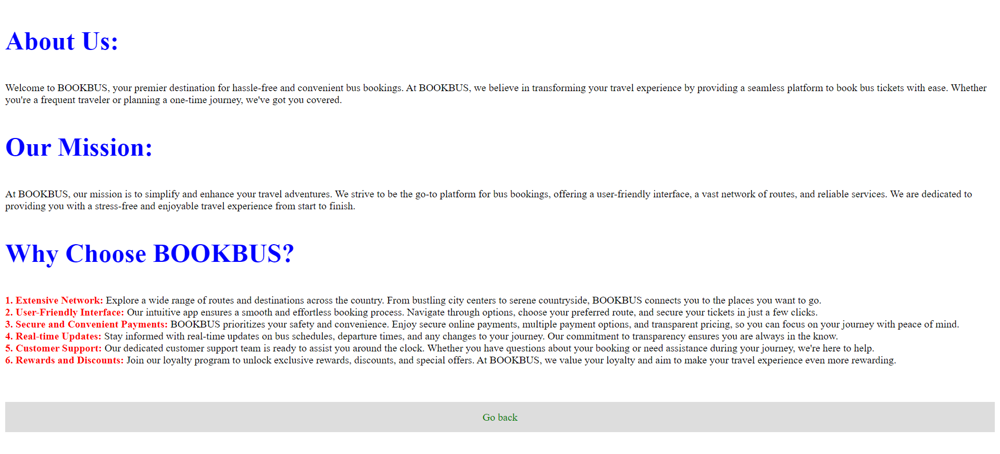 About Us:
Welcome to BOOKBUS, your premier destination for hassle-free and convenient bus bookings. At BOOKBUS, we believe in transforming your travel experience by providing a seamless platform to book bus tickets with ease. Whether
you're a frequent traveler or planning a one-time journey, we've got you covered.
Our Mission:
At BOOKBUS, our mission is to simplify and enhance your travel adventures. We strive to be the go-to platform for bus bookings, offering a user-friendly interface, a vast network of routes, and reliable services. We are dedicated to
providing you with a stress-free and enjoyable travel experience from start to finish.
Why Choose BOOKBUS?
1. Extensive Network: Explore a wide range of routes and destinations across the country. From bustling city centers to serene countryside, BOOKBUS connects you to the places you want to go.
2. User-Friendly Interface: Our intuitive app ensures a smooth and effortless booking process. Navigate through options, choose your preferred route, and secure your tickets in just a few clicks.
3. Secure and Convenient Payments: BOOKBUS prioritizes your safety and convenience. Enjoy secure online payments, multiple payment options, and transparent pricing, so you can focus on your journey with peace of mind.
4. Real-time Updates: Stay informed with real-time updates on bus schedules, departure times, and any changes to your journey. Our commitment to transparency ensures you are always in the know.
5. Customer Support: Our dedicated customer support team is ready to assist you around the clock. Whether you have questions about your booking or need assistance during your journey, we're here to help.
6. Rewards and Discounts: Join our loyalty program to unlock exclusive rewards, discounts, and special offers. At BOOKBUS, we value your loyalty and aim to make your travel experience even more rewarding.
Go back